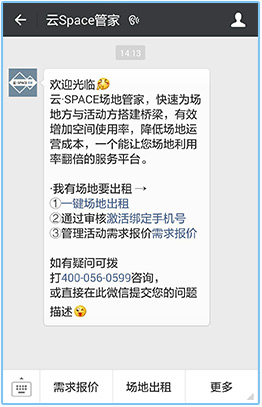 云Space管家
14:13
云·SPACE
欢迎光临
云·SPACE场地管家，快速为场
地方与活动方搭建桥梁，有效
增加空间使用率，降低场地运
营成本，一个能让您场地利用
率翻倍的服务平台。
·我有场地要出租 →
①一键场地出租
②通过审核激活绑定手机号
③管理活动需求报价需求报价
如有疑问可拨
打400-056-0599咨询，
或直接在此微信提交您的问题
描述
需求报价
场地出租
更多